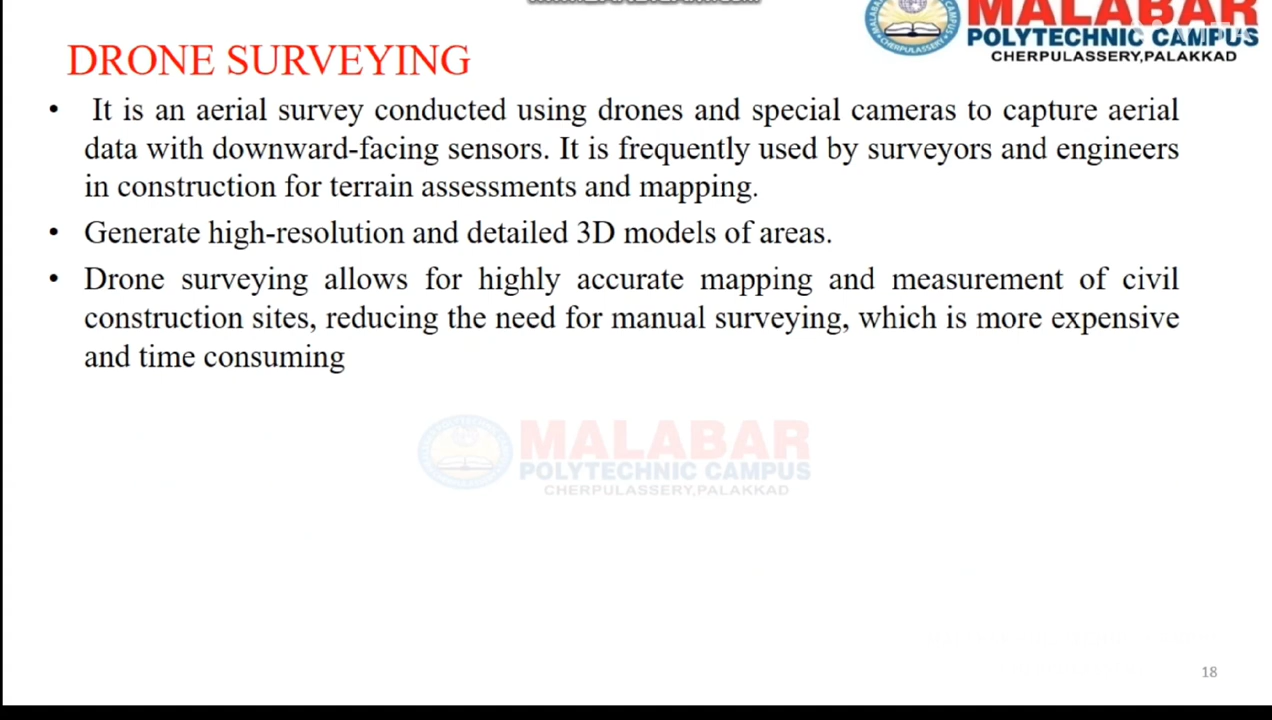 MALABAR
POLYTECHNIC CAMPUS
CHERPULASSERY,PALAKKAD
DRONE SURVEYING
• It is an aerial survey conducted using drones and special cameras to capture aerial
data with downward-facing sensors. It is frequently used by surveyors and engineers
in construction for terrain assessments and mapping.
• Generate high-resolution and detailed 3D models of areas.
• Drone surveying allows for highly accurate mapping and measurement of civil
construction sites, reducing the need for manual surveying, which is more expensive
and time consuming
MALABAR
POLYTECHNIC CAMPUS
CHERPULASSERY,PALAKKAD
18